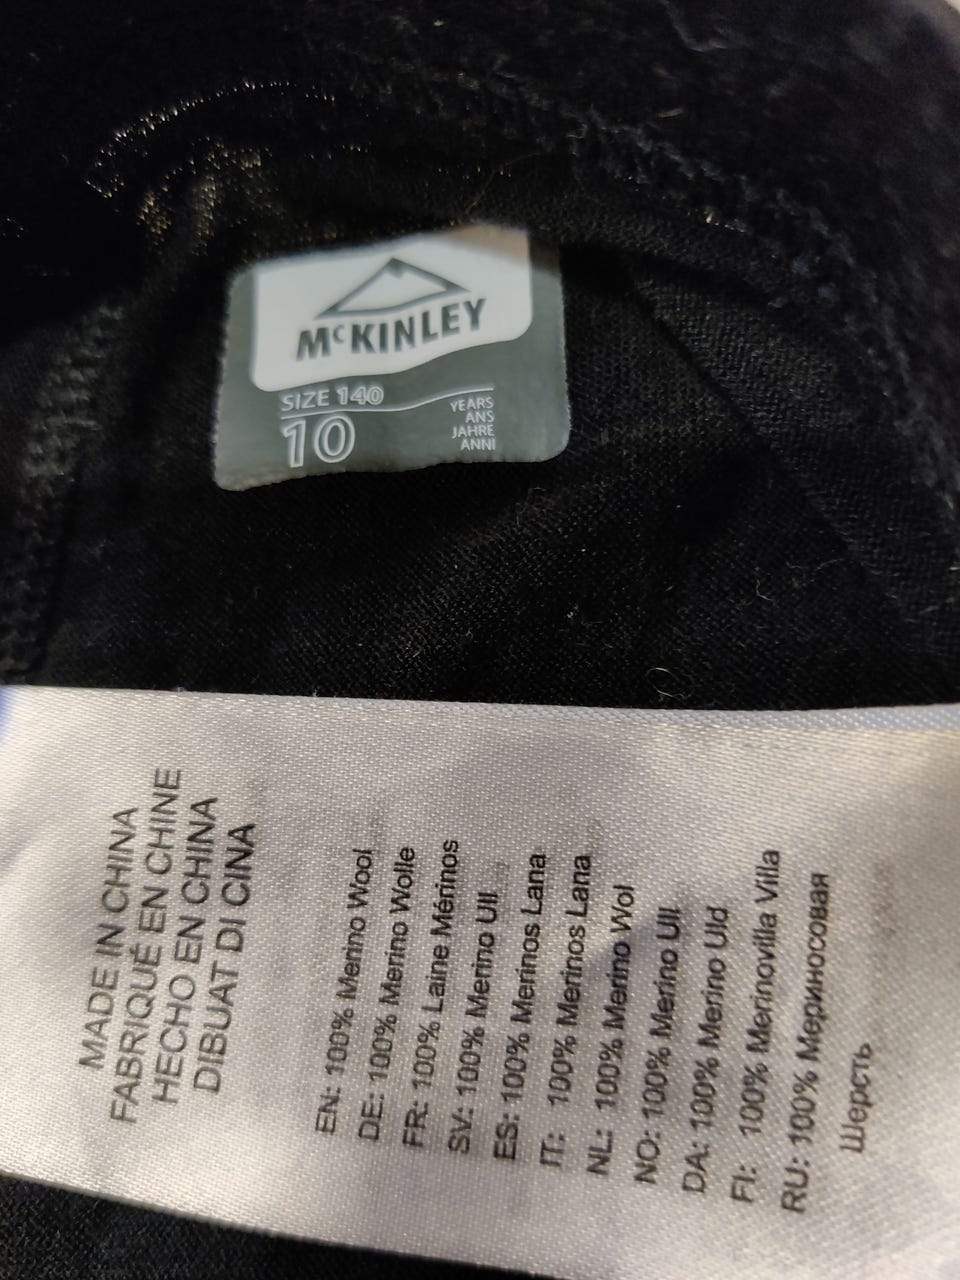 McKINLEY
SIZE 140
10
YEARS
ANS
JAHRE
ANNI
MADE IN CHINA
FABRIQUÉ EN CHINE
HECHO EN CHINA
DIBUAT DI CINA
EN: 100% Merino Wool
DE: 100% Merino Wolle
FR: 100% Laine Mérinos
SV: 100% Merino Ull
ES: 100% Merinos Lana
IT: 100% Merinos Lana
NL: 100% Merino Wol
NO: 100% Merino Ull
DA: 100% Merino Uld
FI: 100% Merinovilla Villa
RU: 100% Мериносовая
Шерсть